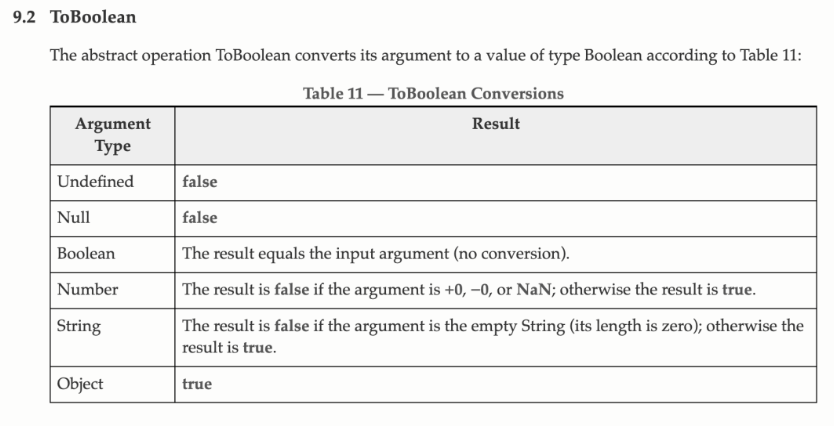 9.2 ToBoolean
The abstract operation ToBoolean converts its argument to a value of type Boolean according to Table 11:
Table 11 — ToBoolean Conversions
Argument
Type
Result
Undefined
false
Null
false
Boolean
The result equals the input argument (no conversion).
Number
The result is false if the argument is +0, −0, or NaN; otherwise the result is true.
String
The result is false if the argument is the empty String (its length is zero); otherwise the
result is true.
Object
true